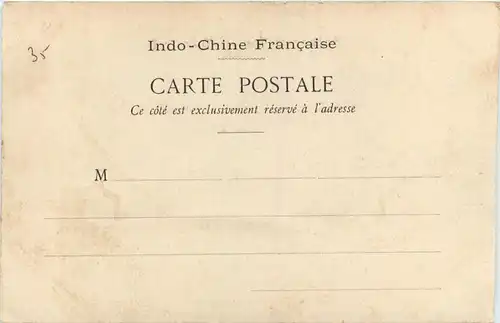 35
Indo-Chine Française
CARTE POSTALE
Ce côté est exclusivement réservé à l'adresse
M